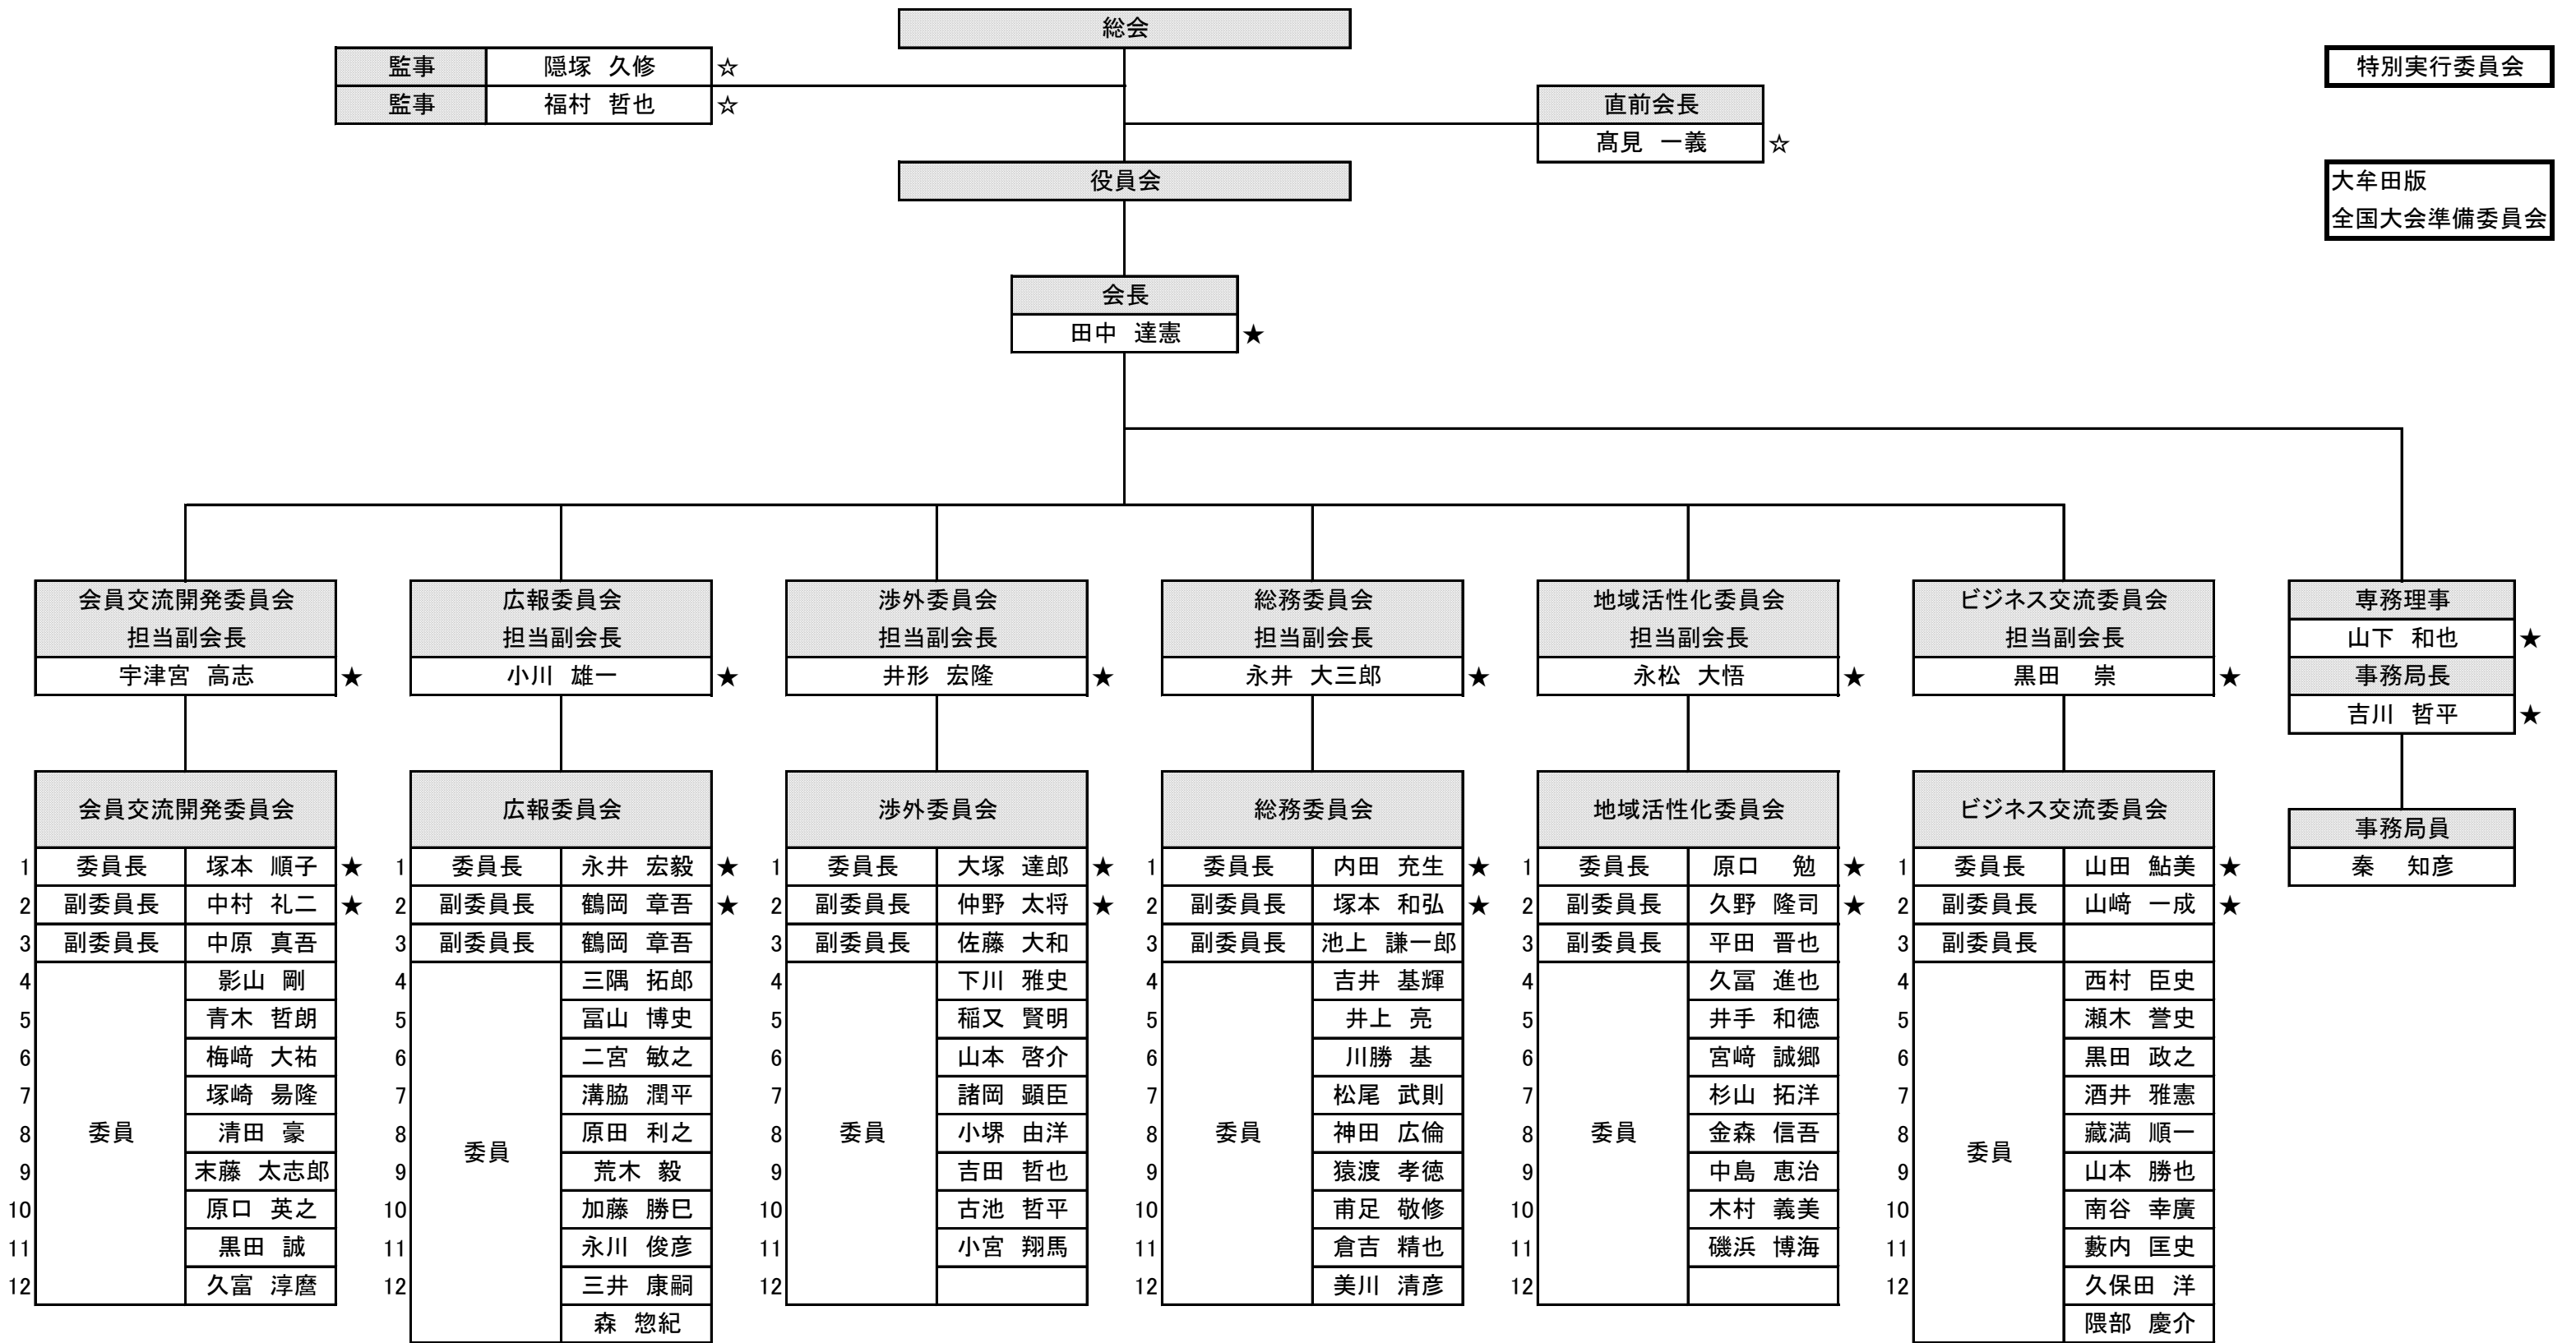 総会
監事 隠塚 久修 ☆
監事 福村 哲也 ☆
特別実行委員会
直前会長
髙見 一義 ☆
役員会
大牟田版
全国大会準備委員会
会長
田中 達憲 ★
会員交流開発委員会
担当副会長
宇津宮 高志 ★
広報委員会
担当副会長
小川 雄一 ★
渉外委員会
担当副会長
井形 宏隆 ★
総務委員会
担当副会長
永井 大三郎 ★
地域活性化委員会
担当副会長
永松 大悟 ★
ビジネス交流委員会
担当副会長
黒田 崇 ★
専務理事
山下 和也 ★
事務局長
吉川 哲平 ★
会員交流開発委員会
1 委員長 塚本 順子 ★
2 副委員長 中村 礼二 ★
3 副委員長 中原 真吾
4 影山 剛
5 青木 哲朗
6 梅﨑 大祐
7 塚崎 昜隆
8 委員 清田 豪
9 末藤 太志郎
10 原口 英之
11 黒田 誠
12 久富 淳麿
広報委員会
1 委員長 永井 宏毅 ★
2 副委員長 鶴岡 章吾 ★
3 副委員長 鶴岡 章吾
4 三隅 拓郎
5 冨山 博史
6 二宮 敏之
7 溝脇 潤平
8 委員 原田 利之
9 荒木 毅
10 加藤 勝巳
11 永川 俊彦
12 三井 康嗣
森 惣紀
渉外委員会
1 委員長 大塚 達郎 ★
2 副委員長 仲野 太将 ★
3 副委員長 佐藤 大和
4 下川 雅史
5 稲又 賢明
6 山本 啓介
7 諸岡 顕臣
8 委員 小堺 由洋
9 吉田 哲也
10 古池 哲平
11 小宮 翔馬
12
総務委員会
1 委員長 内田 充生 ★
2 副委員長 塚本 和弘 ★
3 副委員長 池上 謙一郎
4 吉井 基輝
5 井上 亮
6 川勝 基
7 松尾 武則
8 委員 神田 広倫
9 猿渡 孝徳
10 甫足 敬修
11 倉吉 精也
12 美川 清彦
地域活性化委員会
1 委員長 原口 勉 ★
2 副委員長 久野 隆司 ★
3 副委員長 平田 晋也
4 久冨 進也
5 井手 和徳
6 宮﨑 誠郷
7 杉山 拓洋
8 委員 金森 信吾
9 中島 恵治
10 木村 義美
11 磯浜 博海
12
ビジネス交流委員会
1 委員長 山田 鮎美 ★
2 副委員長 山﨑 一成 ★
3 副委員長
4 西村 臣史
5 瀬木 誉史
6 黒田 政之
7 酒井 雅憲
8 委員 藏満 順一
9 山本 勝也
10 南谷 幸廣
11 藪内 匡史
12 久保田 洋
隈部 慶介
事務局員
秦 知彦